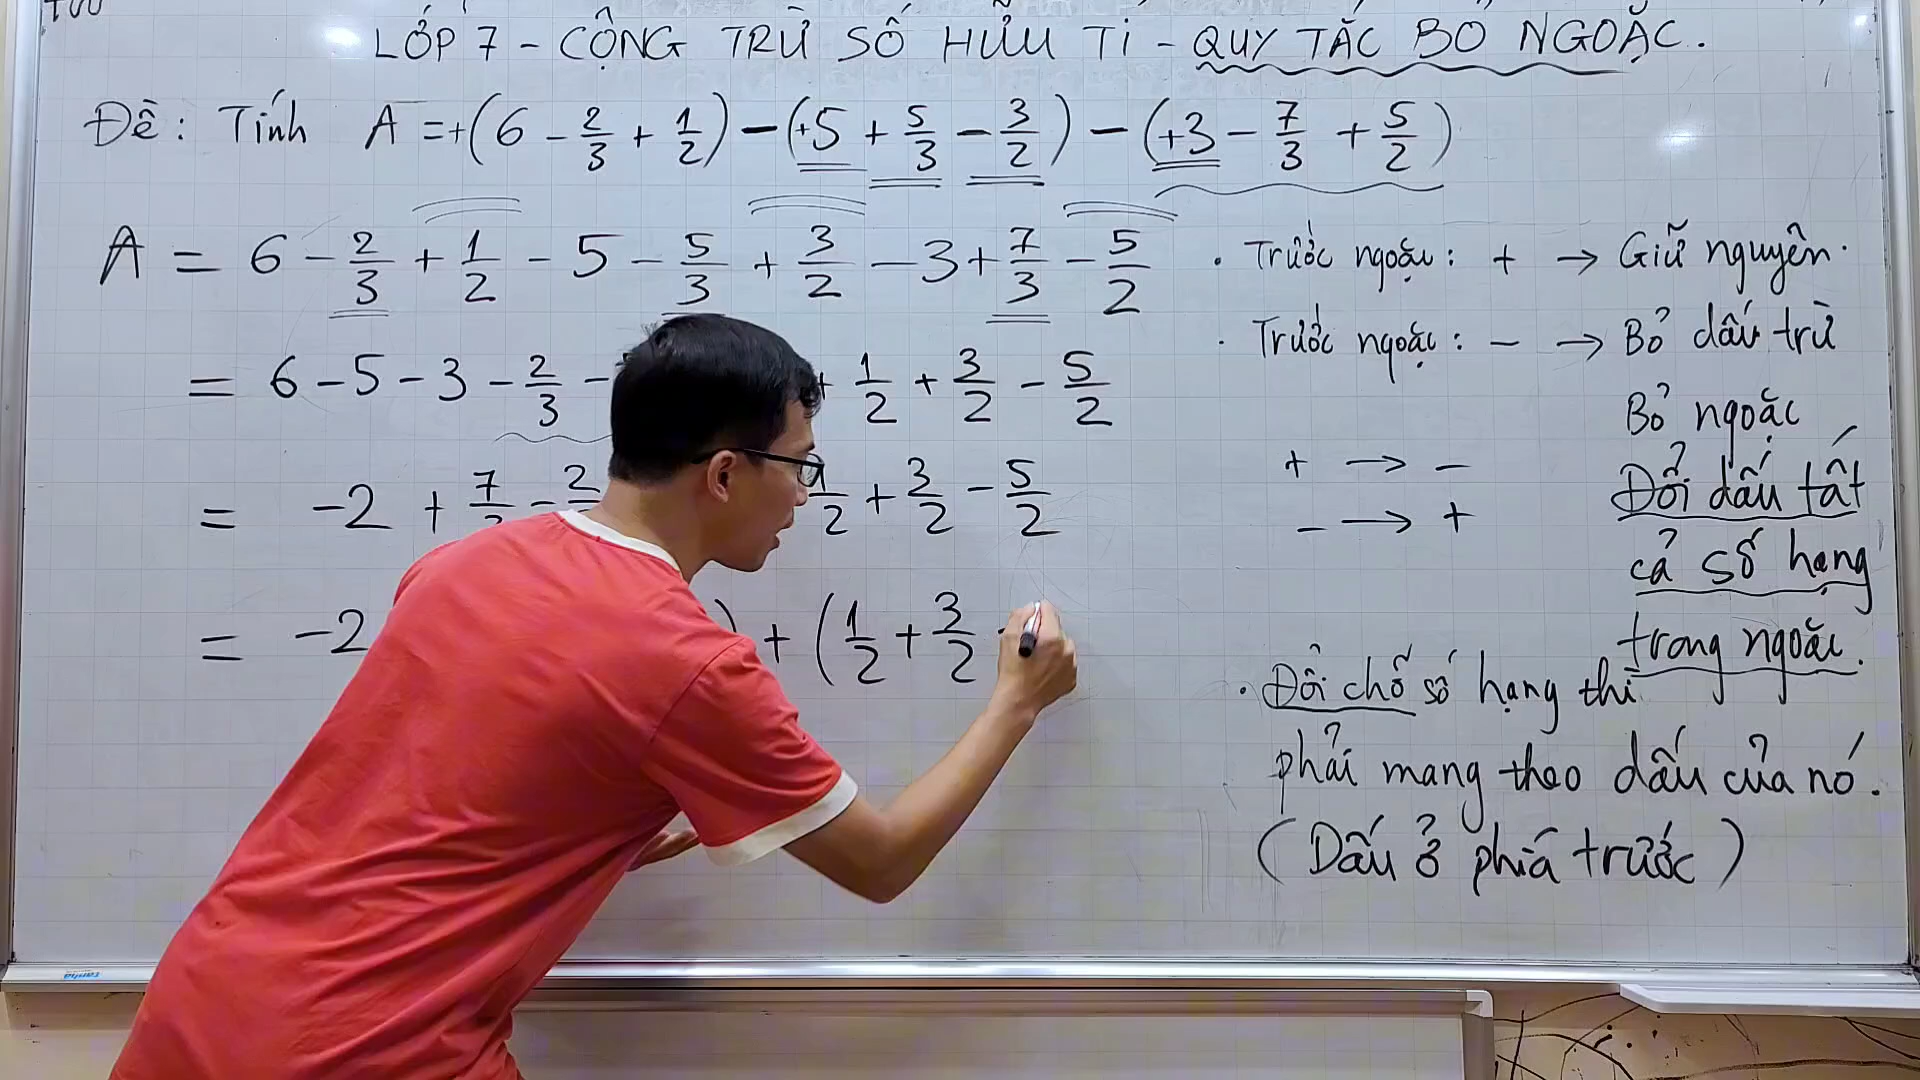 LỚP 7 - CỘNG TRỪ SỐ HỮU TỈ - QUY TẮC BỎ NGOẶC.
Đề: Tính A = +(6 - 2/3 + 1/2) - (+5 + 5/3 - 3/2) - (+3 - 7/3 + 5/2)
A = 6 - 2/3 + 1/2 - 5 - 5/3 + 3/2 - 3 + 7/3 - 5/2
= 6 - 5 - 3 - 2/3 - + 1/2 + 3/2 - 5/2
= -2 + 7/3 - 2 1/2 + 3/2 - 5/2
= -2 ) + (1/2 + 3/2 -
· Trước ngoặc: + → Giữ nguyên.
· Trước ngoặc: - → Bỏ dấu trừ
Bỏ ngoặc
+ → -
- → +
Đổi dấu tất
cả số hạng
trong ngoặc.
· Đổi chỗ số hạng thì
phải mang theo dấu của nó.
(Dấu ở phía trước)